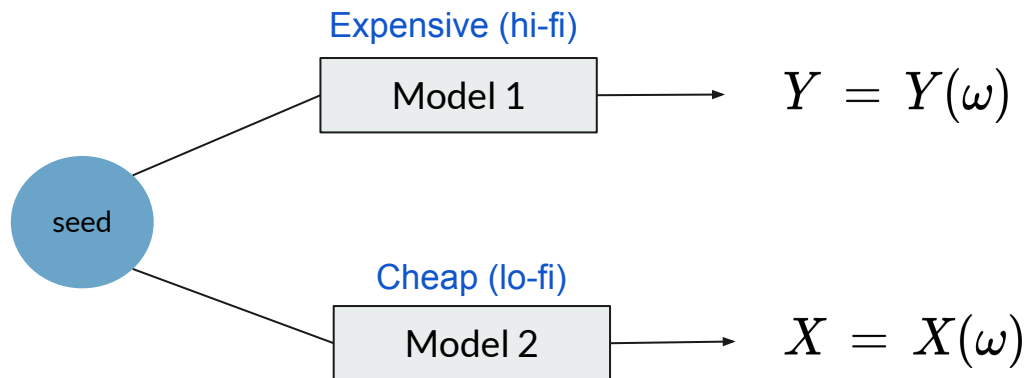 Expensive (hi-fi)
Model 1
Y = Y(ω)
seed
Cheap (lo-fi)
Model 2
X = X(ω)